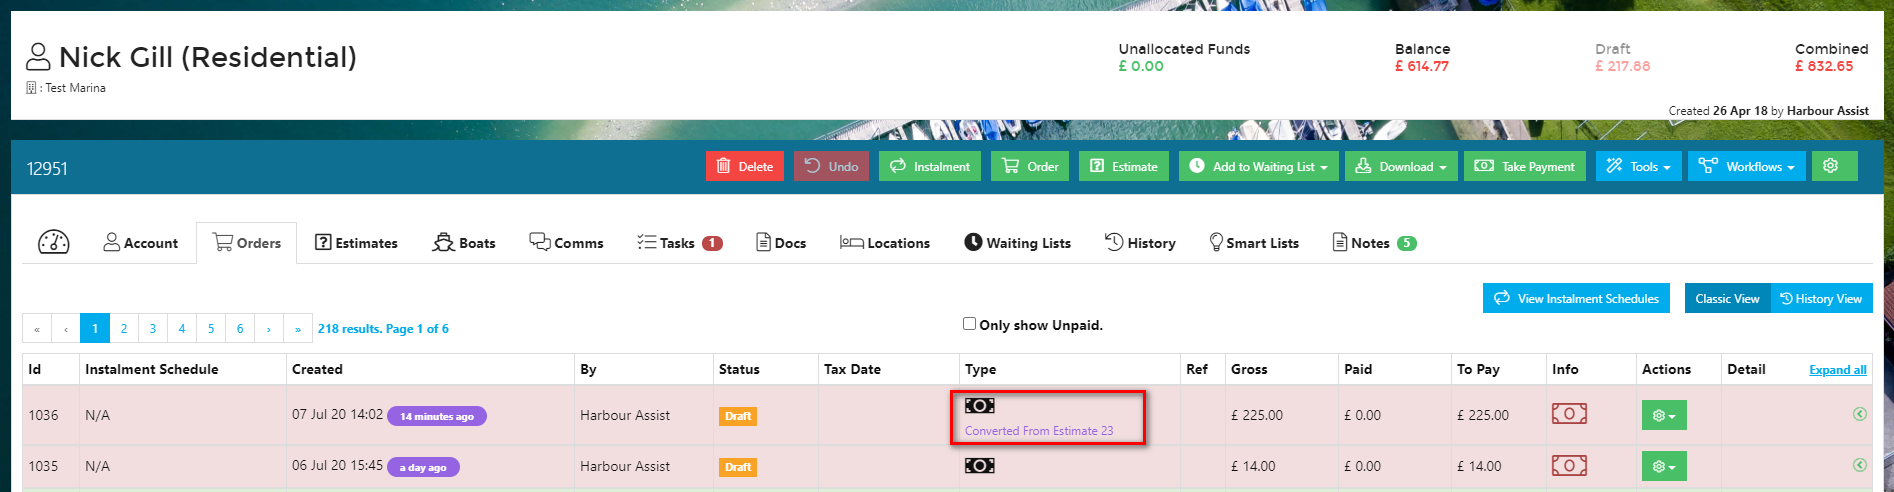 Nick Gill (Residential)
: Test Marina
Unallocated Funds
£ 0.00
Balance
£ 614.77
Draft
£ 217.88
Combined
£ 832.65
Created 26 Apr 18 by Harbour Assist
12951
Delete
Undo
Instalment
Order
Estimate
Add to Waiting List
Download
Take Payment
Tools
Workflows
Account
Orders
Estimates
Boats
Comms
Tasks 1
Docs
Locations
Waiting Lists
History
Smart Lists
Notes 5
View Instalment Schedules
Classic View
History View
« ‹ 1 2 3 4 5 6 › » 218 results. Page 1 of 6
Only show Unpaid.
Id Instalment Schedule Created By Status Tax Date Type Ref Gross Paid To Pay Info Actions Detail Expand all
1036 N/A 07 Jul 20 14:02 14 minutes ago Harbour Assist Draft £ 225.00 £ 0.00 £ 225.00
Converted From Estimate 23
1035 N/A 06 Jul 20 15:45 a day ago Harbour Assist Draft £ 14.00 £ 0.00 £ 14.00